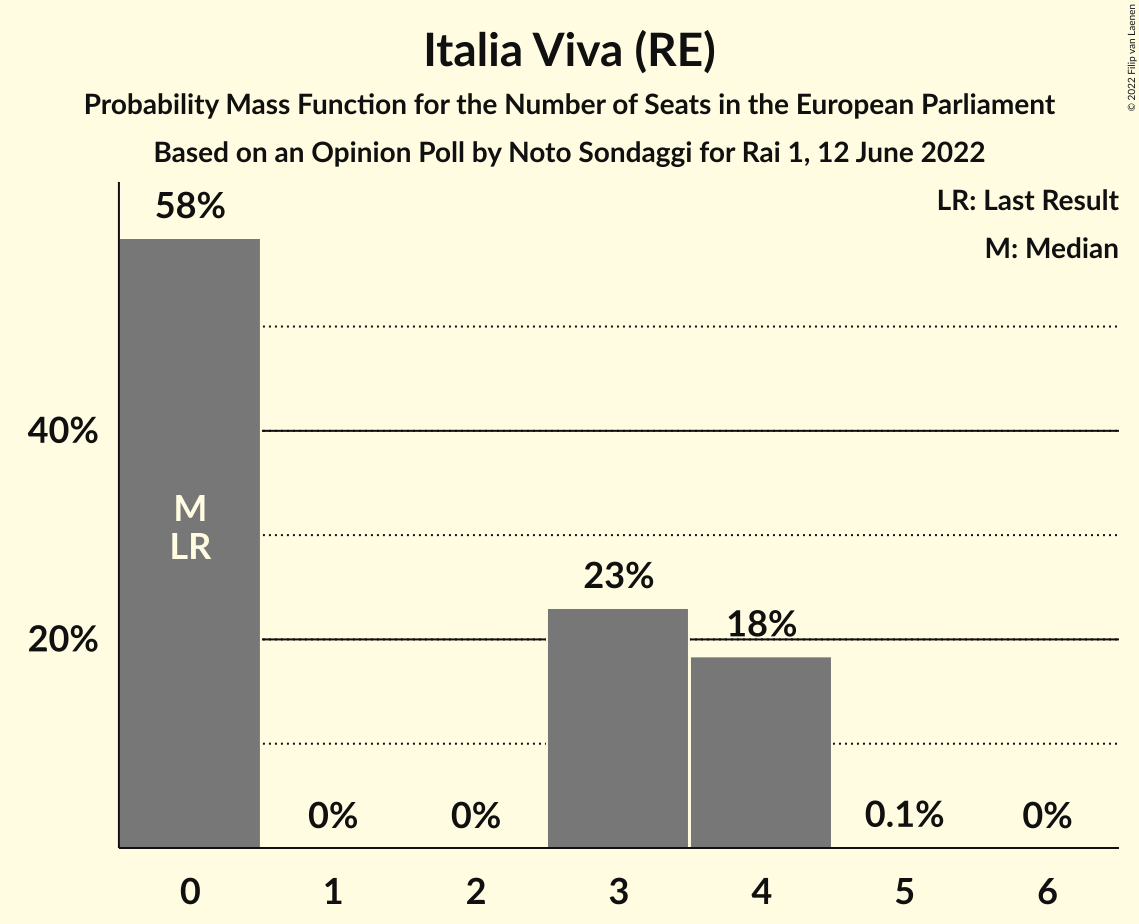 Italia Viva (RE)
Probability Mass Function for the Number of Seats in the European Parliament
Based on an Opinion Poll by Noto Sondaggi for Rai 1, 12 June 2022
© 2022 Filip van Laenen
LR: Last Result
M: Median
58%
40%
M
LR
23%
20%
18%
0%
0%
0.1%
0%
0
1
2
3
4
5
6